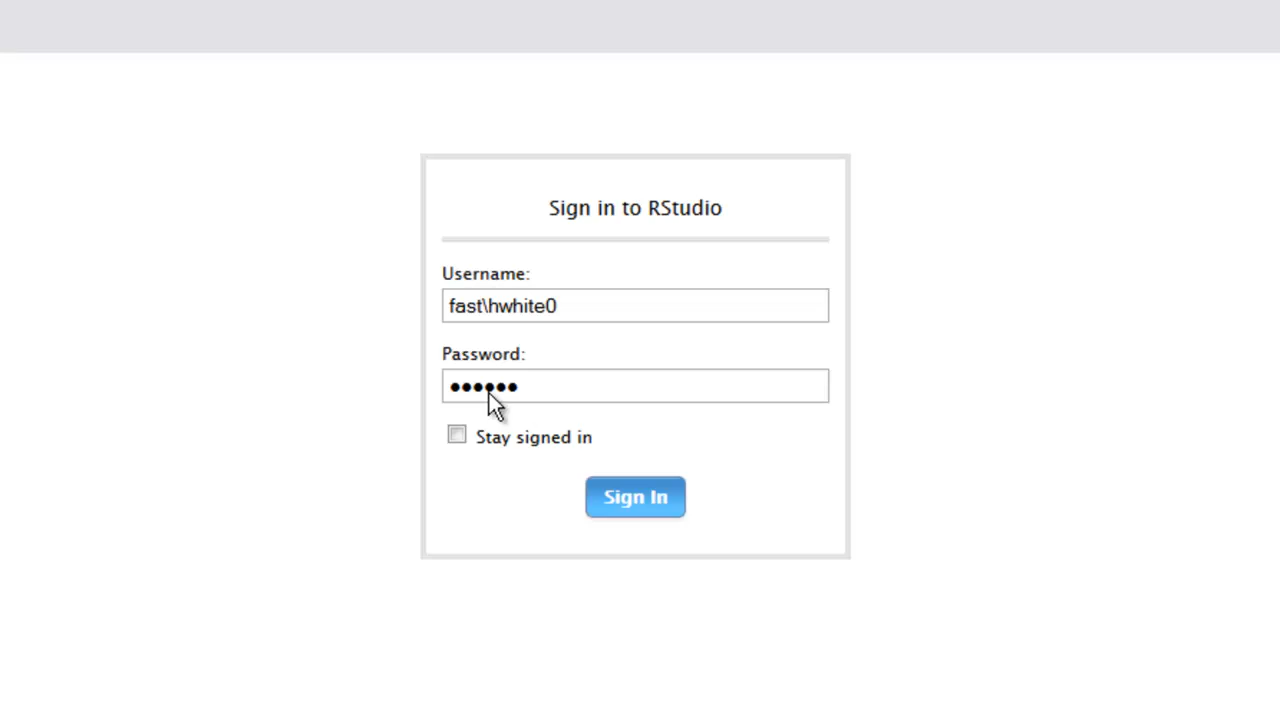 Sign in to RStudio
Username:
fast\hwhite0
Password:
••••••
Stay signed in
Sign In